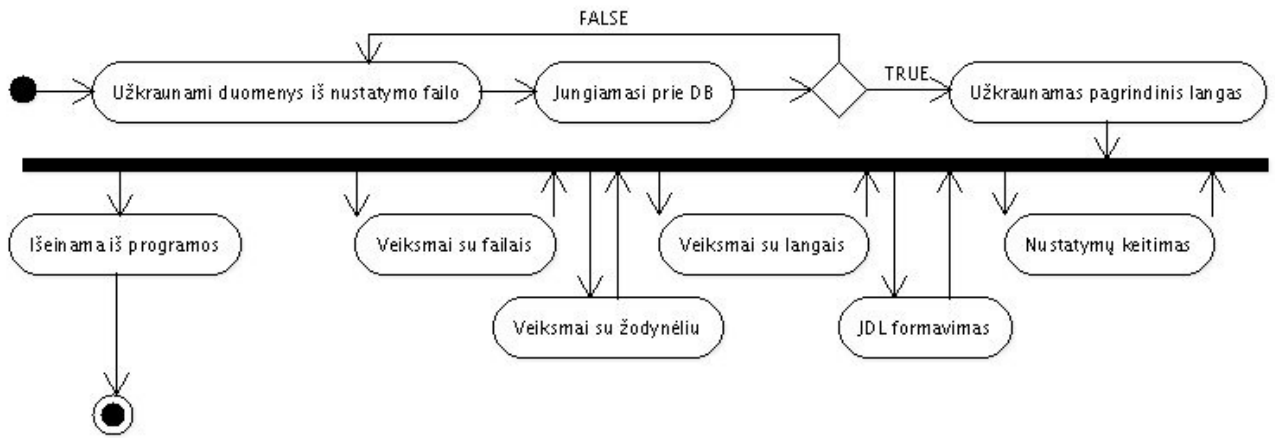 FALSE
Užkraunami duomenys iš nustatymo failo
Jungiamasi prie DB
TRUE
Užkraunamas pagrindinis langas
Išeinama iš programos
Veiksmai su failais
Veiksmai su langais
Nustatymų keitimas
Veiksmai su žodynėliu
JDL formavimas